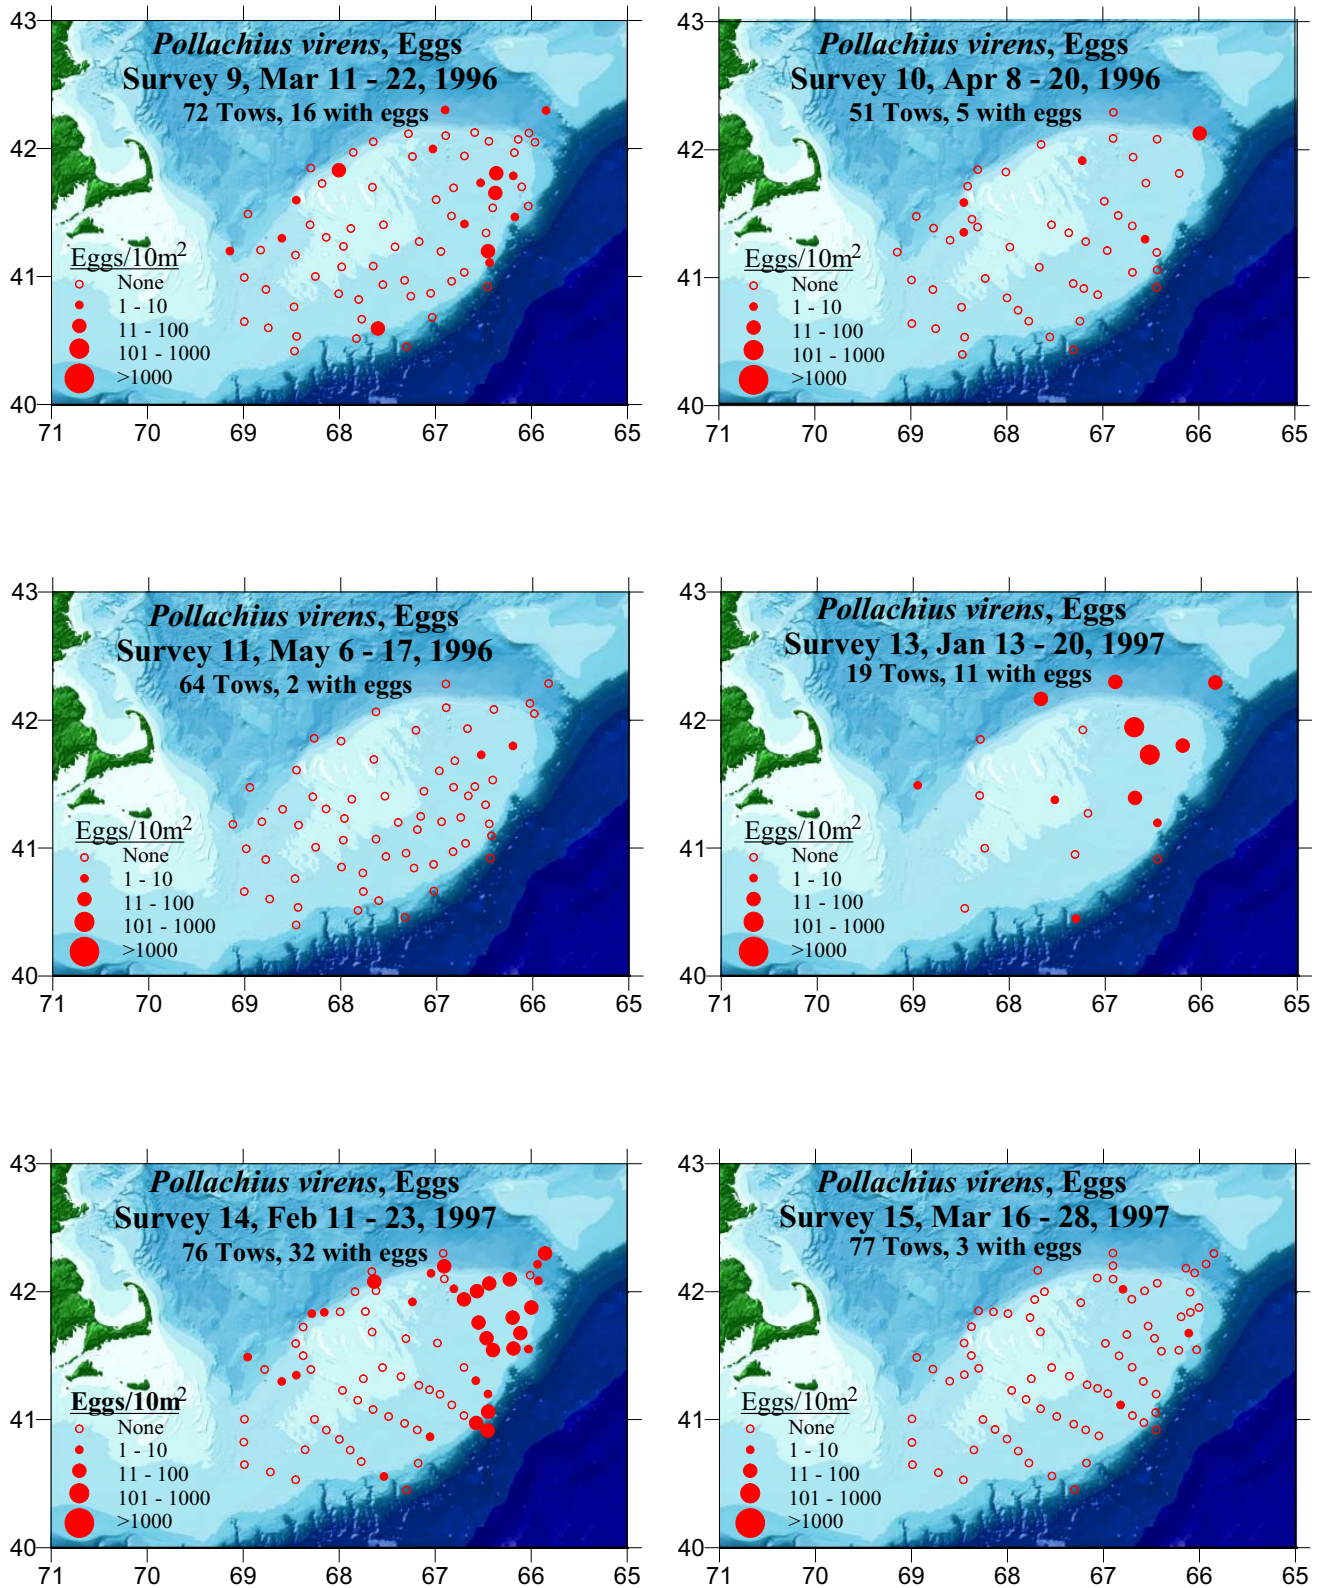 Pollachius virens, Eggs
Survey 9, Mar 11 - 22, 1996
72 Tows, 16 with eggs
Eggs/10m²
None
1 - 10
11 - 100
101 - 1000
>1000
43
42
41
40
71 70 69 68 67 66 65
Pollachius virens, Eggs
Survey 10, Apr 8 - 20, 1996
51 Tows, 5 with eggs
Eggs/10m²
None
1 - 10
11 - 100
101 - 1000
>1000
43
42
41
40
71 70 69 68 67 66 65
Pollachius virens, Eggs
Survey 11, May 6 - 17, 1996
64 Tows, 2 with eggs
Eggs/10m²
None
1 - 10
11 - 100
101 - 1000
>1000
43
42
41
40
71 70 69 68 67 66 65
Pollachius virens, Eggs
Survey 13, Jan 13 - 20, 1997
19 Tows, 11 with eggs
Eggs/10m²
None
1 - 10
11 - 100
101 - 1000
>1000
43
42
41
40
71 70 69 68 67 66 65
Pollachius virens, Eggs
Survey 14, Feb 11 - 23, 1997
76 Tows, 32 with eggs
Eggs/10m²
None
1 - 10
11 - 100
101 - 1000
>1000
43
42
41
40
71 70 69 68 67 66 65
Pollachius virens, Eggs
Survey 15, Mar 16 - 28, 1997
77 Tows, 3 with eggs
Eggs/10m²
None
1 - 10
11 - 100
101 - 1000
>1000
43
42
41
40
71 70 69 68 67 66 65